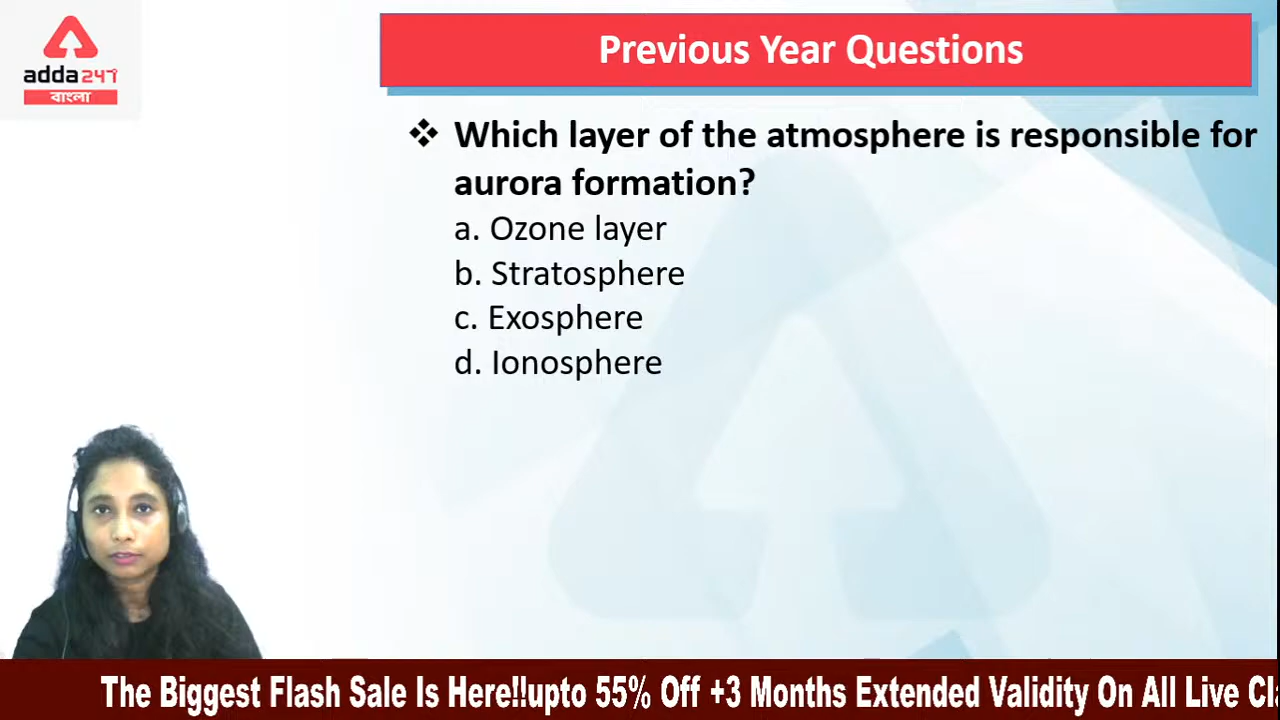 adda247
বাংলা
Previous Year Questions
❖ Which layer of the atmosphere is responsible for
aurora formation?
a. Ozone layer
b. Stratosphere
c. Exosphere
d. Ionosphere
The Biggest Flash Sale Is Here!!upto 55% Off +3 Months Extended Validity On All Live